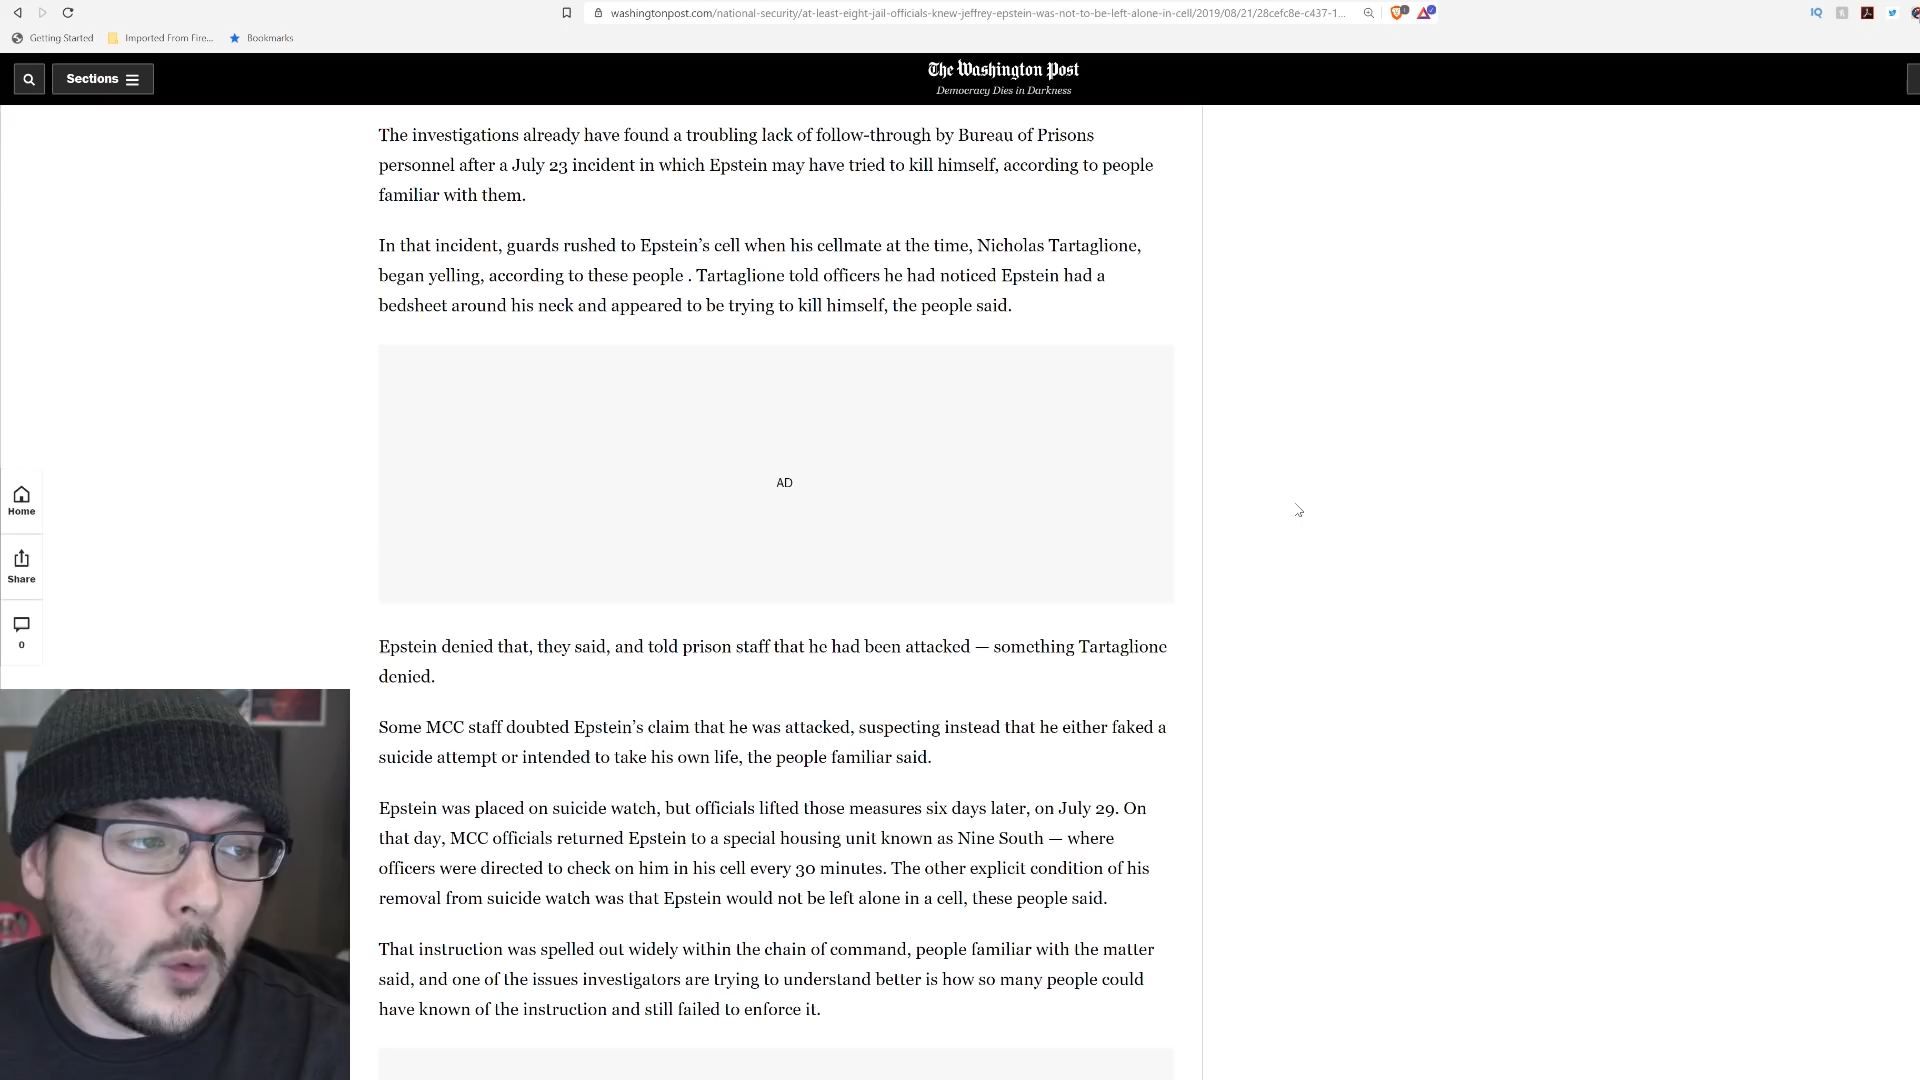 washingtonpost.com/national-security/at-least-eight-jail-officials-knew-jeffrey-epstein-was-not-to-be-left-alone-in-cell/2019/08/21/28cefc8e-c437-1...
IQ
Getting Started
Imported From Fire...
Bookmarks
Sections
The Washington Post
Democracy Dies in Darkness
The investigations already have found a troubling lack of follow-through by Bureau of Prisons
personnel after a July 23 incident in which Epstein may have tried to kill himself, according to people
familiar with them.
In that incident, guards rushed to Epstein’s cell when his cellmate at the time, Nicholas Tartaglione,
began yelling, according to these people . Tartaglione told officers he had noticed Epstein had a
bedsheet around his neck and appeared to be trying to kill himself, the people said.
AD
Home
Share
0
Epstein denied that, they said, and told prison staff that he had been attacked — something Tartaglione
denied.
Some MCC staff doubted Epstein’s claim that he was attacked, suspecting instead that he either faked a
suicide attempt or intended to take his own life, the people familiar said.
Epstein was placed on suicide watch, but officials lifted those measures six days later, on July 29. On
that day, MCC officials returned Epstein to a special housing unit known as Nine South — where
officers were directed to check on him in his cell every 30 minutes. The other explicit condition of his
removal from suicide watch was that Epstein would not be left alone in a cell, these people said.
That instruction was spelled out widely within the chain of command, people familiar with the matter
said, and one of the issues investigators are trying to understand better is how so many people could
have known of the instruction and still failed to enforce it.